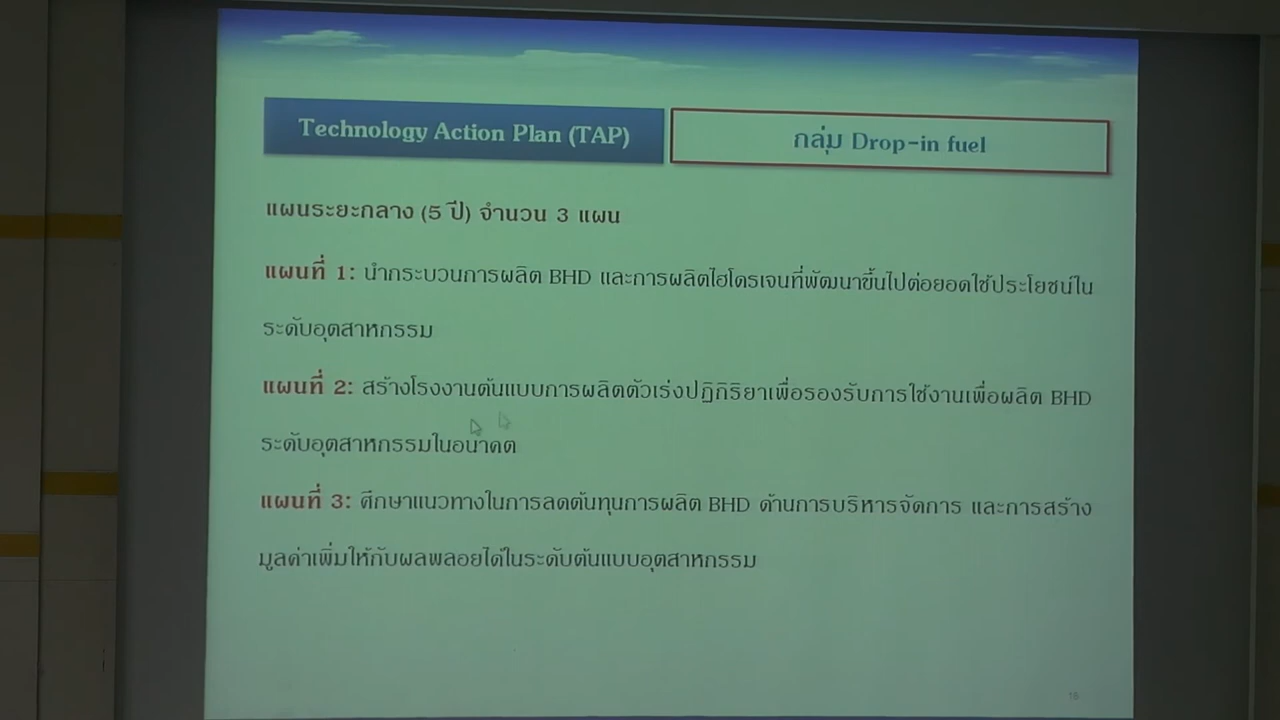 Technology Action Plan (TAP)
กลุ่ม Drop-in fuel
แผนระยะกลาง (5 ปี) จำนวน 3 แผน
แผนที่ 1: นำกระบวนการผลิต BHD และการผลิตไฮโดรเจนที่พัฒนาขึ้นไปต่อยอดใช้ประโยชน์ใน
ระดับอุตสาหกรรม
แผนที่ 2: สร้างโรงงานต้นแบบการผลิตตัวเร่งปฏิกิริยาเพื่อรองรับการใช้งานเพื่อผลิต BHD
ระดับอุตสาหกรรมในอนาคต
แผนที่ 3: ศึกษาแนวทางในการลดต้นทุนการผลิต BHD ด้านการบริหารจัดการ และการสร้าง
มูลค่าเพิ่มให้กับผลพลอยได้ในระดับต้นแบบอุตสาหกรรม